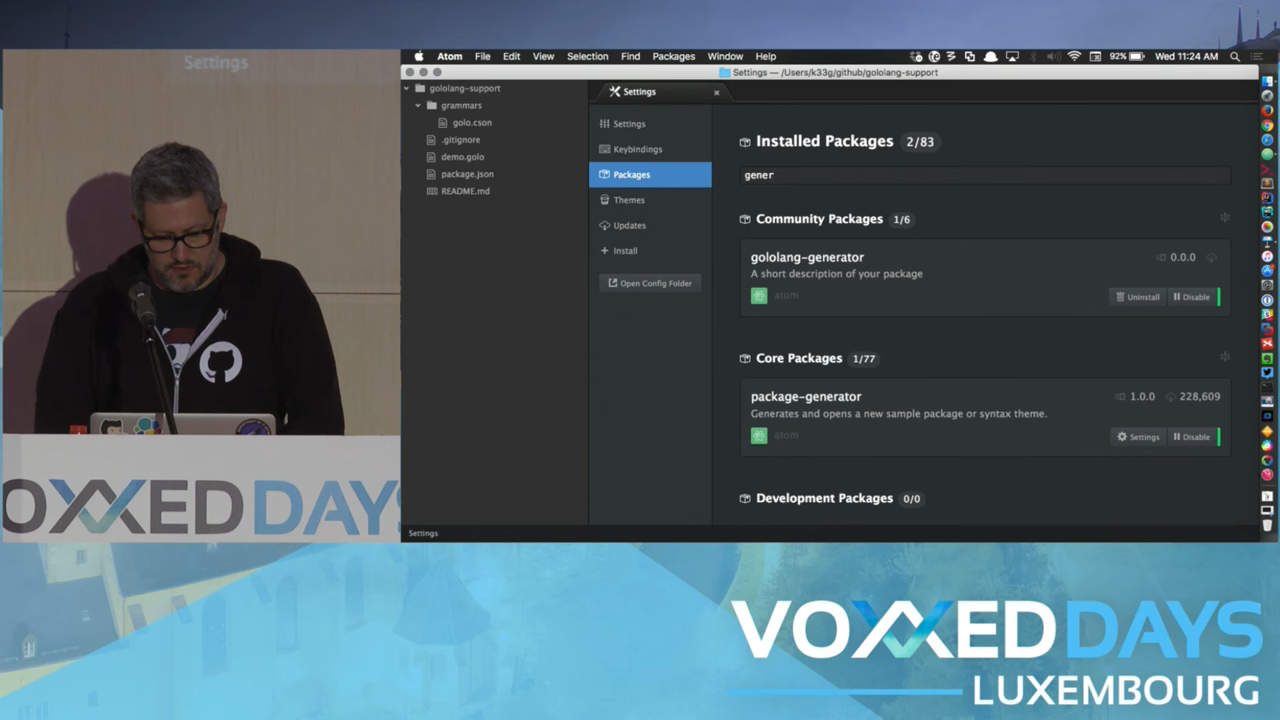 Settings
VOXXED DAYS
Atom File Edit View Selection Find Packages Window Help 92% Wed 11:24 AM
Settings — /Users/k33g/github/gololang-support
gololang-support
grammars
golo.cson
.gitignore
demo.golo
package.json
README.md
Settings
Settings
Keybindings
Packages
Themes
Updates
Install
Open Config Folder
Installed Packages 2/83
gener
Community Packages 1/6
gololang-generator 0.0.0
A short description of your package
atom Uninstall Disable
Core Packages 1/77
package-generator 1.0.0 228,609
Generates and opens a new sample package or syntax theme.
atom Settings Disable
Development Packages 0/0
Settings
VOXXED DAYS
LUXEMBOURG